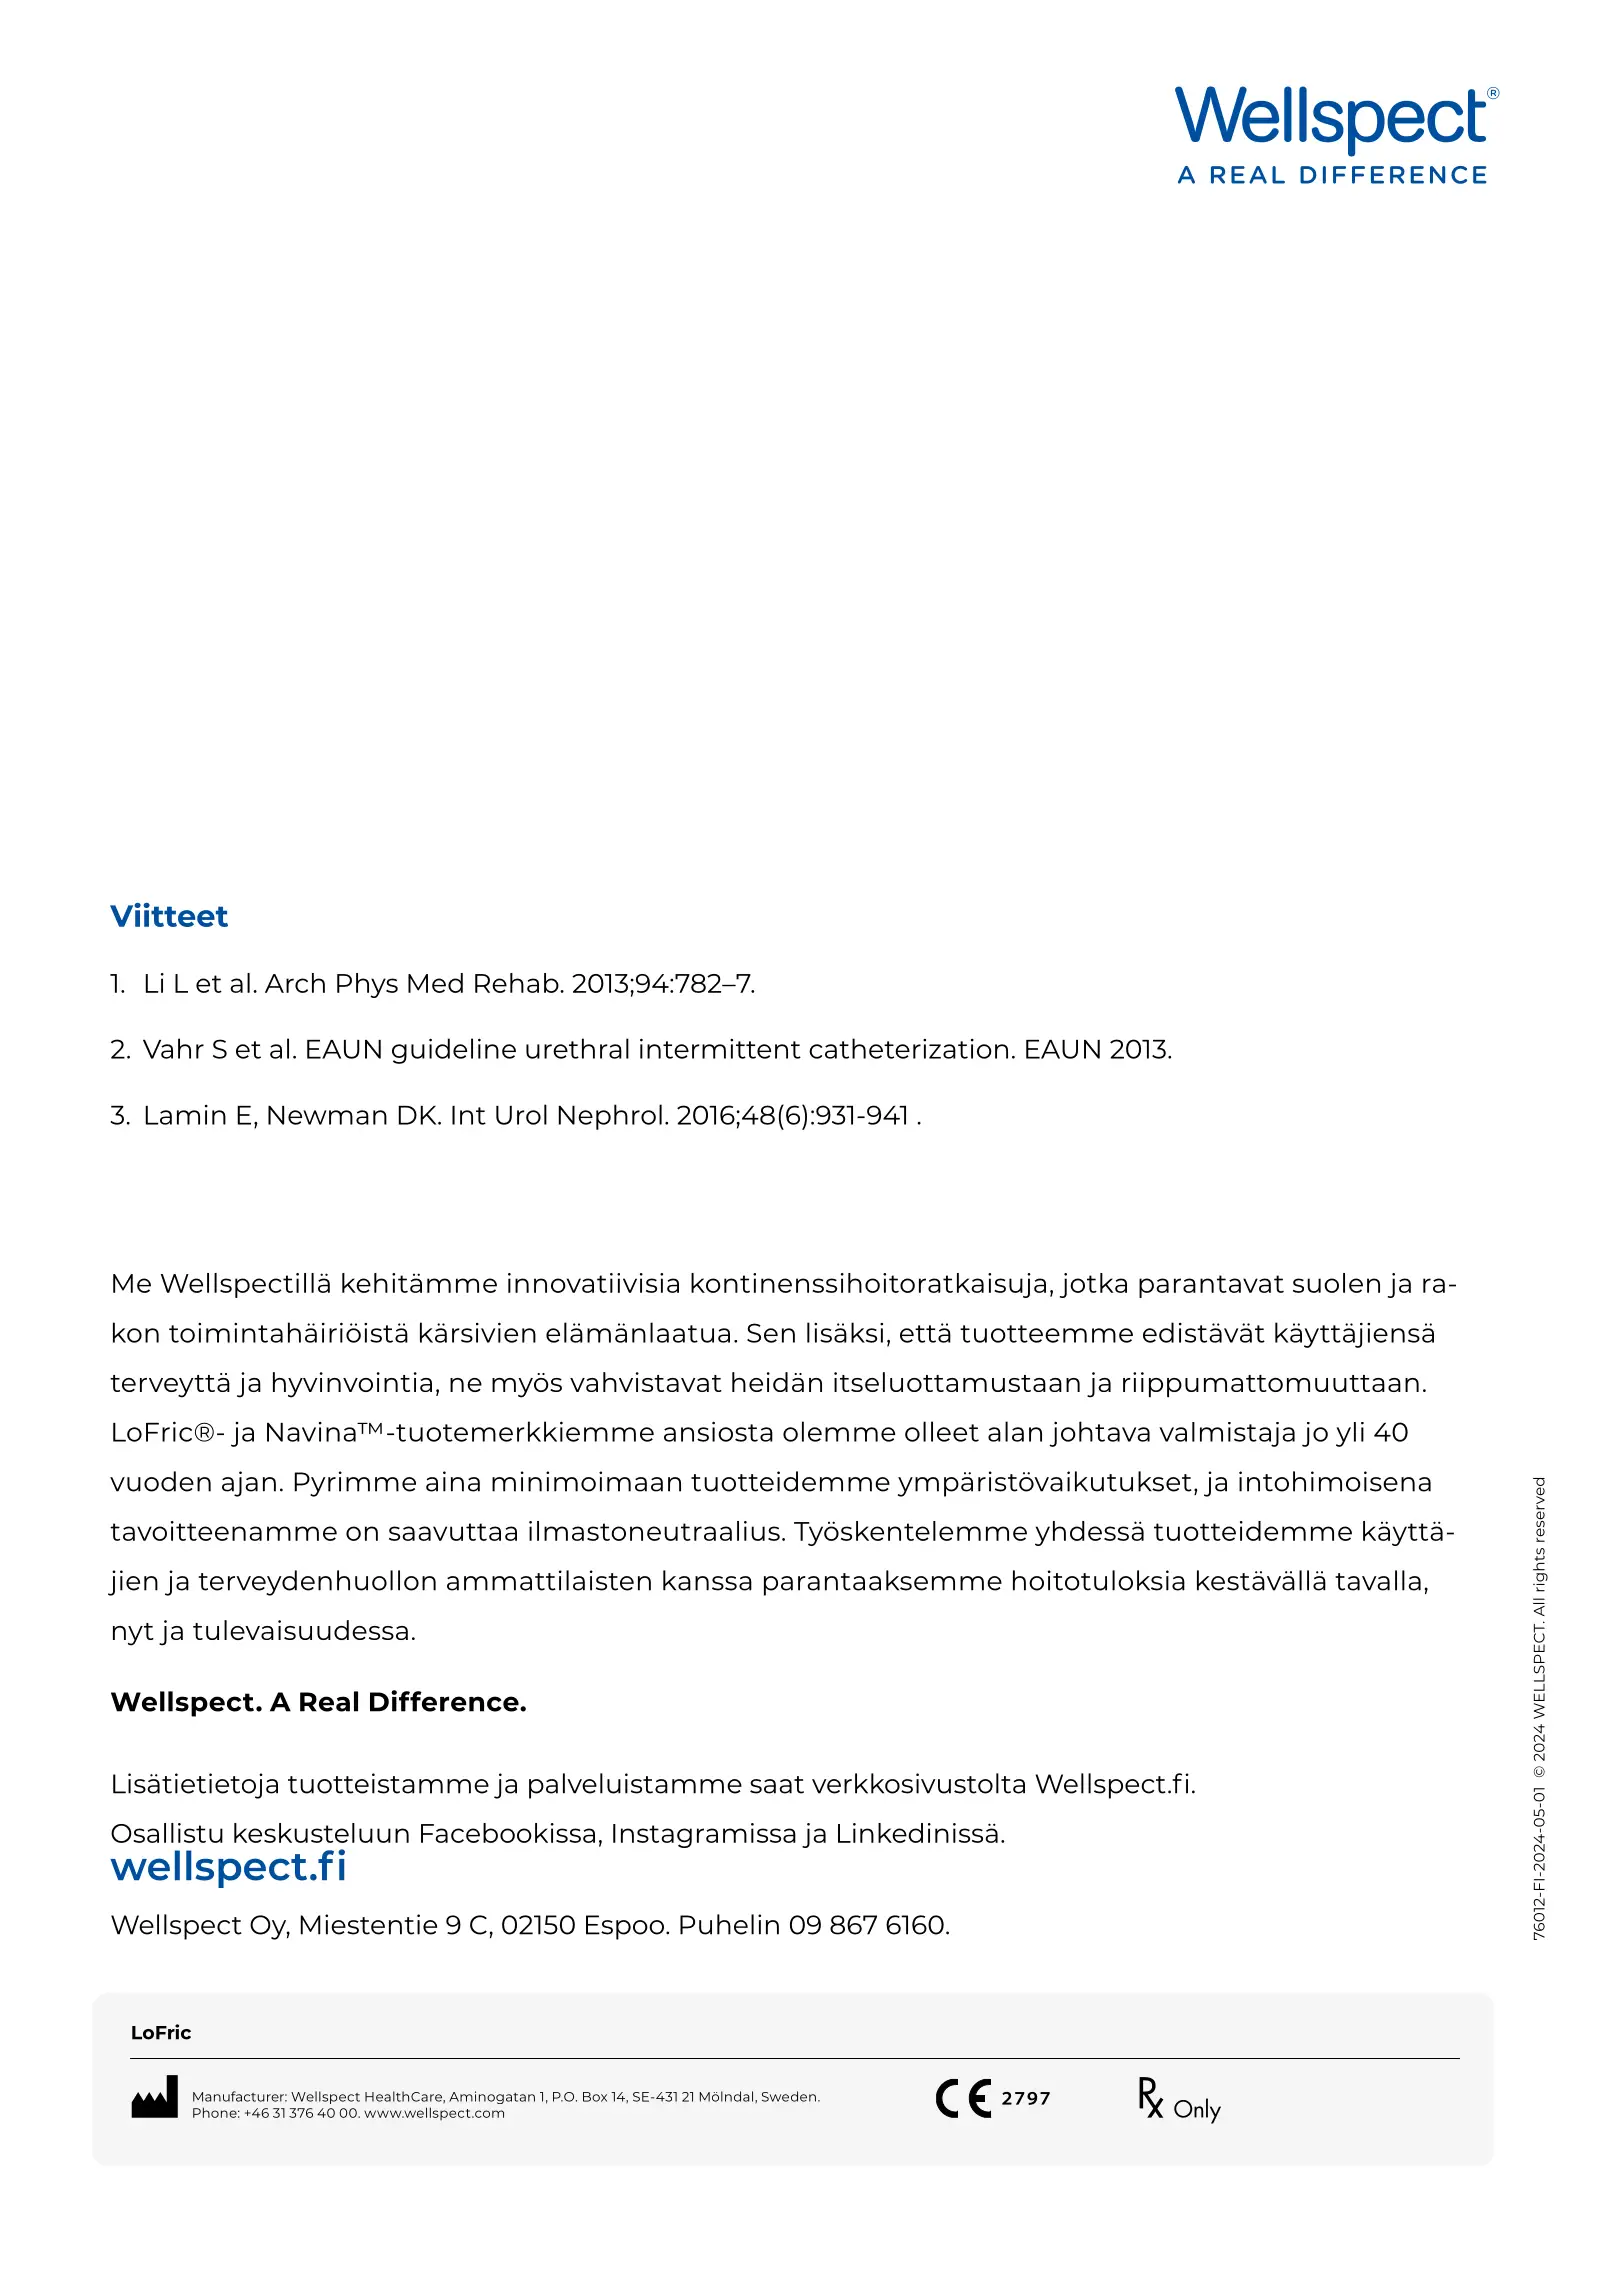 Wellspect®
A REAL DIFFERENCE
Viitteet
1. Li L et al. Arch Phys Med Rehab. 2013;94:782–7.
2. Vahr S et al. EAUN guideline urethral intermittent catheterization. EAUN 2013.
3. Lamin E, Newman DK. Int Urol Nephrol. 2016;48(6):931-941 .
Me Wellspectillä kehitämme innovatiivisia kontinenssihoitoratkaisuja, jotka parantavat suolen ja ra-
kon toimintahäiriöistä kärsivien elämänlaatua. Sen lisäksi, että tuotteemme edistävät käyttäjiensä
terveyttä ja hyvinvointia, ne myös vahvistavat heidän itseluottamustaan ja riippumattomuuttaan.
LoFric®- ja Navina™-tuotemerkkiemme ansiosta olemme olleet alan johtava valmistaja jo yli 40
vuoden ajan. Pyrimme aina minimoimaan tuotteidemme ympäristövaikutukset, ja intohimoisena
tavoitteenamme on saavuttaa ilmastoneutraalius. Työskentelemme yhdessä tuotteidemme käyttä-
jien ja terveydenhuollon ammattilaisten kanssa parantaaksemme hoitotuloksia kestävällä tavalla,
nyt ja tulevaisuudessa.
Wellspect. A Real Difference.
Lisätietietoja tuotteistamme ja palveluistamme saat verkkosivustolta Wellspect.fi.
Osallistu keskusteluun Facebookissa, Instagramissa ja Linkedinissä.
wellspect.fi
Wellspect Oy, Miestentie 9 C, 02150 Espoo. Puhelin 09 867 6160.
76012-FI-2024-05-01 © 2024 WELLSPECT. All rights reserved
LoFric
Manufacturer: Wellspect HealthCare, Aminogatan 1, P.O. Box 14, SE-431 21 Mölndal, Sweden.
Phone: +46 31 376 40 00. www.wellspect.com
CE 2797
Rx Only